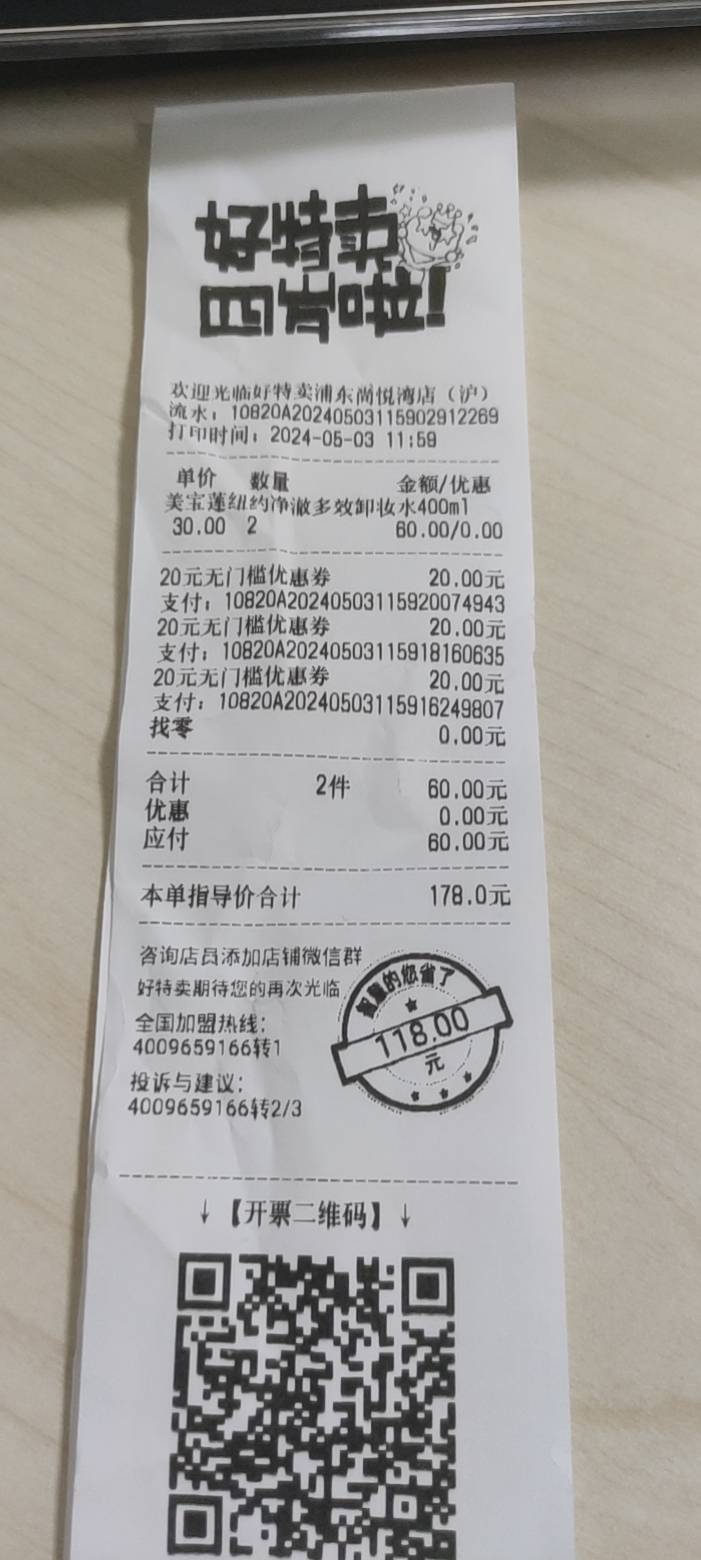 好特卖
欢迎光临好特卖浦东尚悦湾店（沪）
流水：10820A20240503115902912269
打印时间：2024-05-03 11:59
单价 数量 金额/优惠
美宝莲纽约净澈多效卸妆水400ml
30.00 2 60.00/0.00
20元无门槛优惠券 20.00元
支付：10820A20240503115920074943
20元无门槛优惠券 20.00元
支付：10820A20240503115918160635
20元无门槛优惠券 20.00元
支付：10820A20240503115916249807
找零 0.00元
合计 2件 60.00元
优惠 0.00元
应付 60.00元
本单指导价合计 178.0元
咨询店员添加店铺微信群
好特卖期待您的再次光临
全国加盟热线：
4009659166转1
投诉与建议：
4009659166转2/3
智慧的您省了
118.00
元
↓【开票二维码】↓